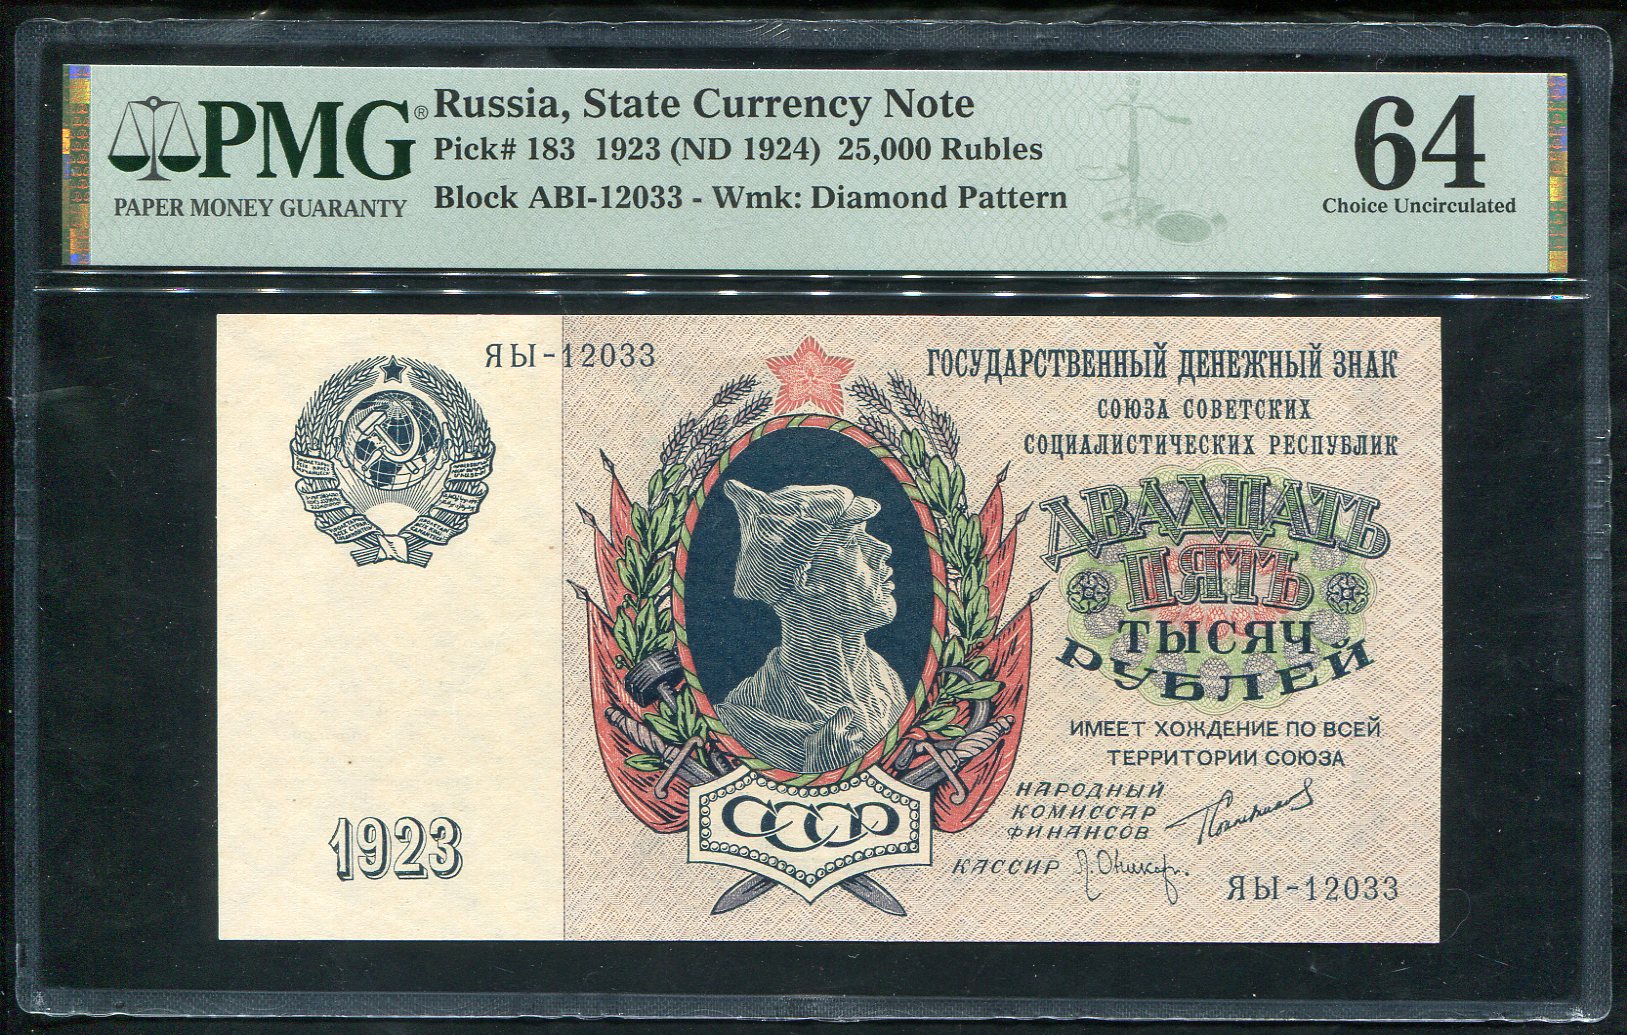 PMG®
PAPER MONEY GUARANTY
Russia, State Currency Note
Pick# 183 1923 (ND 1924) 25,000 Rubles
Block ABI-12033 - Wmk: Diamond Pattern
64
Choice Uncirculated
ЯЫ-12033
ГОСУДАРСТВЕННЫЙ ДЕНЕЖНЫЙ ЗНАК
СОЮЗА СОВЕТСКИХ
СОЦИАЛИСТИЧЕСКИХ РЕСПУБЛИК
ДВАДЦАТЬ
ПЯТЬ
ТЫСЯЧ
РУБЛЕЙ
ИМЕЕТ ХОЖДЕНИЕ ПО ВСЕЙ
ТЕРРИТОРИИ СОЮЗА
НАРОДНЫЙ
КОМИССАР
ФИНАНСОВ
КАССИР
ЯЫ-12033
1923
СССР